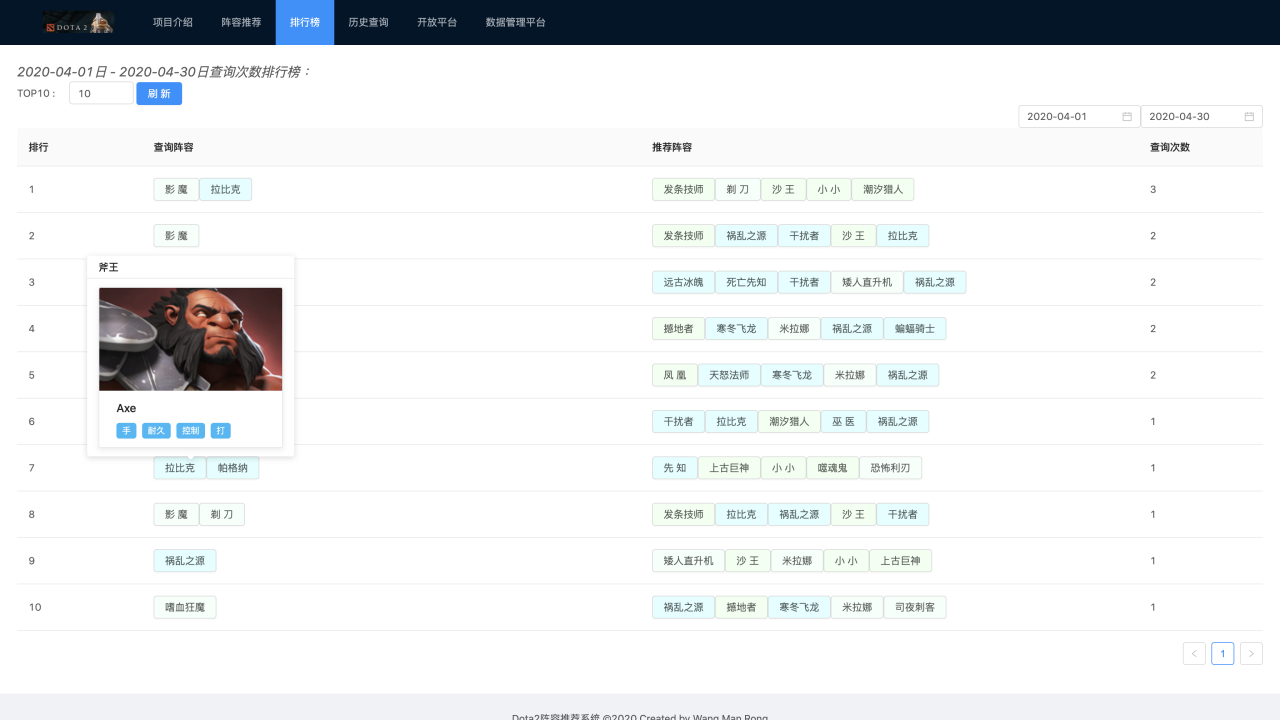 DOTA 2 项目介绍 阵容推荐 排行榜 历史查询 开放平台 数据管理平台
2020-04-01日 - 2020-04-30日查询次数排行榜：
TOP10： 10 刷 新
2020-04-01 2020-04-30
排行 查询阵容 推荐阵容 查询次数
1 影 魔 拉比克 发条技师 剃 刀 沙 王 小 小 潮汐猎人 3
2 影 魔 发条技师 祸乱之源 干扰者 沙 王 拉比克 2
斧王
3 远古冰魄 死亡先知 干扰者 矮人直升机 祸乱之源 2
4 撼地者 寒冬飞龙 米拉娜 祸乱之源 蝙蝠骑士 2
5 凤 凰 天怒法师 寒冬飞龙 米拉娜 祸乱之源 2
Axe
6 干扰者 拉比克 潮汐猎人 巫 医 祸乱之源 1
手 耐久 控制 打
7 拉比克 帕格纳 先 知 上古巨神 小 小 噬魂鬼 恐怖利刃 1
8 影 魔 剃 刀 发条技师 拉比克 祸乱之源 沙 王 干扰者 1
9 祸乱之源 矮人直升机 沙 王 米拉娜 小 小 上古巨神 1
10 嗜血狂魔 祸乱之源 撼地者 寒冬飞龙 米拉娜 司夜刺客 1
1
Dota2阵容推荐系统 ©2020 Created by Wang Man Rong